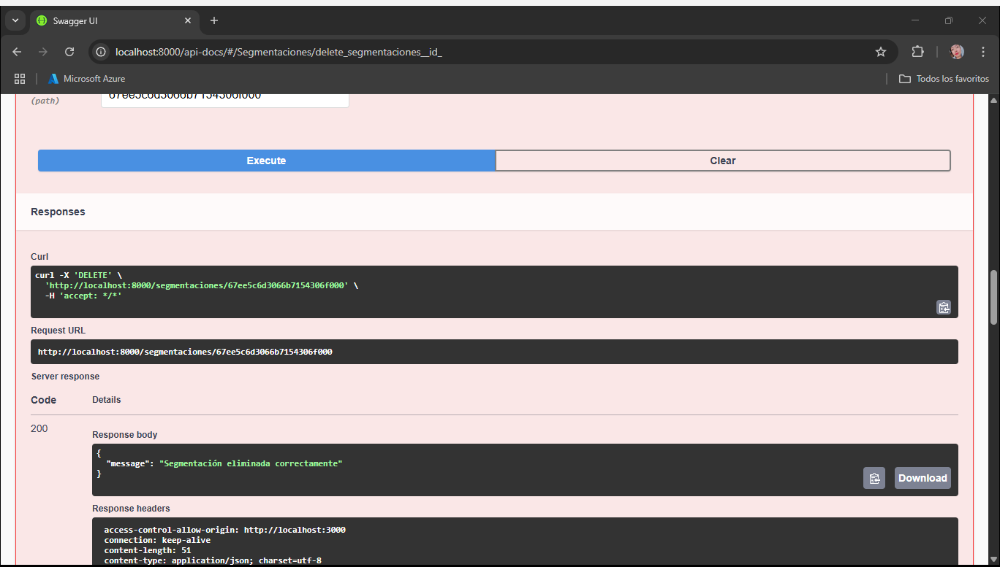 Swagger UI
localhost:8000/api-docs/#/Segmentaciones/delete_segmentaciones__id_
Microsoft Azure
Todos los favoritos
67ee5c6d3066b7154306f000
(path)
Execute
Clear
Responses
Curl
curl -X 'DELETE' \
'http://localhost:8000/segmentaciones/67ee5c6d3066b7154306f000' \
-H 'accept: */*'
Request URL
http://localhost:8000/segmentaciones/67ee5c6d3066b7154306f000
Server response
Code Details
200
Response body
{
"message": "Segmentación eliminada correctamente"
}
Download
Response headers
access-control-allow-origin: http://localhost:3000
connection: keep-alive
content-length: 51
content-type: application/json; charset=utf-8